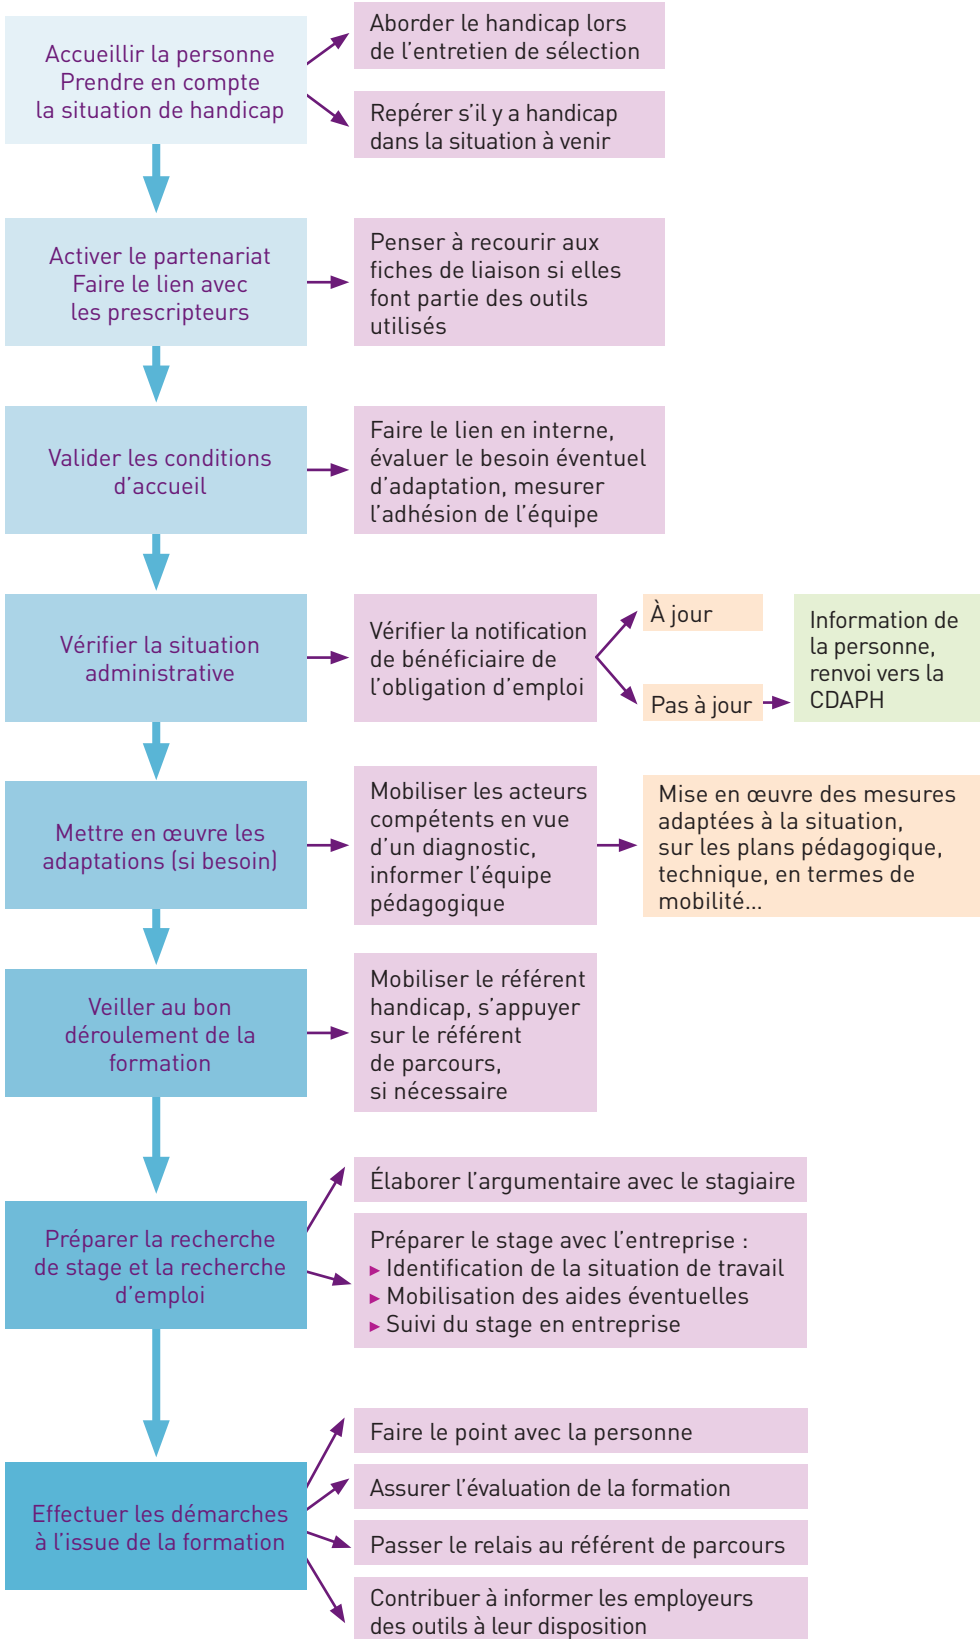 Accueillir la personne
Prendre en compte
la situation de handicap
Aborder le handicap lors
de l’entretien de sélection
Repérer s’il y a handicap
dans la situation à venir
Activer le partenariat
Faire le lien avec
les prescripteurs
Penser à recourir aux
fiches de liaison si elles
font partie des outils
utilisés
Valider les conditions
d’accueil
Faire le lien en interne,
évaluer le besoin éventuel
d’adaptation, mesurer
l’adhésion de l’équipe
Vérifier la situation
administrative
Vérifier la notification
de bénéficiaire de
l’obligation d’emploi
À jour
Pas à jour
Information de
la personne,
renvoi vers la
CDAPH
Mettre en œuvre les
adaptations (si besoin)
Mobiliser les acteurs
compétents en vue
d’un diagnostic,
informer l’équipe
pédagogique
Mise en œuvre des mesures
adaptées à la situation,
sur les plans pédagogique,
technique, en termes de
mobilité...
Veiller au bon
déroulement de la
formation
Mobiliser le référent
handicap, s’appuyer
sur le référent
de parcours,
si nécessaire
Préparer la recherche
de stage et la recherche
d’emploi
Élaborer l’argumentaire avec le stagiaire
Préparer le stage avec l’entreprise :
▸ Identification de la situation de travail
▸ Mobilisation des aides éventuelles
▸ Suivi du stage en entreprise
Effectuer les démarches
à l’issue de la formation
Faire le point avec la personne
Assurer l’évaluation de la formation
Passer le relais au référent de parcours
Contribuer à informer les employeurs
des outils à leur disposition